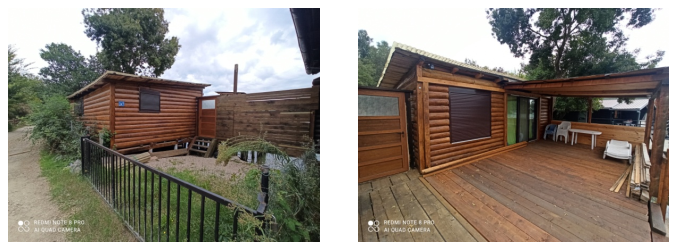 REDMI NOTE 8 PRO
AI QUAD CAMERA
REDMI NOTE 8 PRO
AI QUAD CAMERA